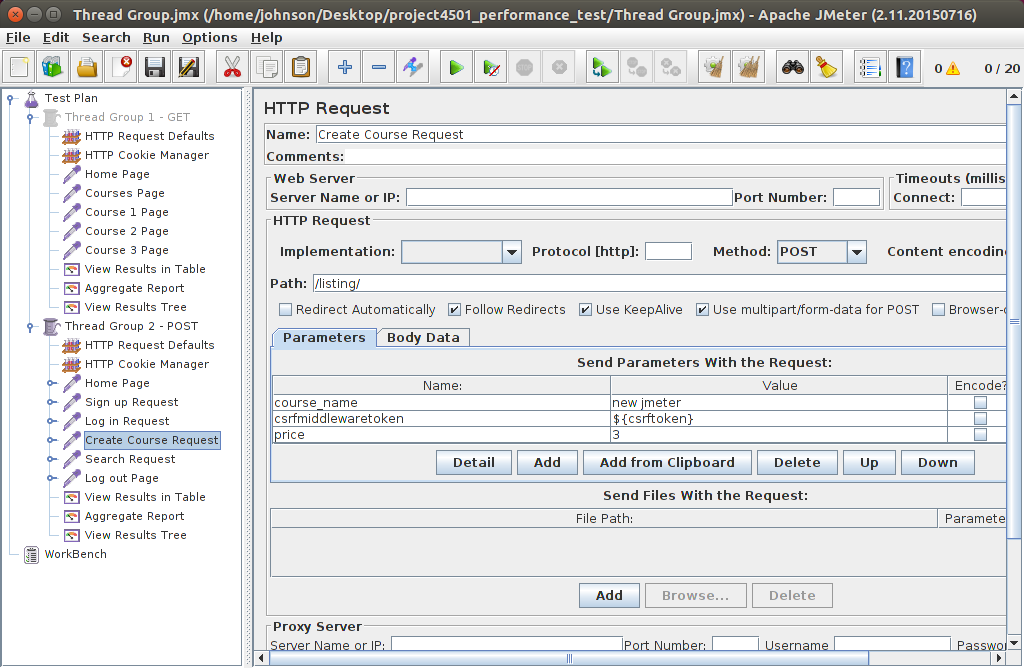 Thread Group.jmx (/home/johnson/Desktop/project4501_performance_test/Thread Group.jmx) - Apache JMeter (2.11.20150716)
File Edit Search Run Options Help
0 0 / 20
Test Plan
Thread Group 1 - GET
HTTP Request Defaults
HTTP Cookie Manager
Home Page
Courses Page
Course 1 Page
Course 2 Page
Course 3 Page
View Results in Table
Aggregate Report
View Results Tree
Thread Group 2 - POST
HTTP Request Defaults
HTTP Cookie Manager
Home Page
Sign up Request
Log in Request
Create Course Request
Search Request
Log out Page
View Results in Table
Aggregate Report
View Results Tree
WorkBench
HTTP Request
Name: Create Course Request
Comments:
Web Server Timeouts (millis
Server Name or IP: Port Number: Connect:
HTTP Request
Implementation: Protocol [http]: Method: POST Content encodin
Path: /listing/
Redirect Automatically Follow Redirects Use KeepAlive Use multipart/form-data for POST Browser-c
Parameters Body Data
Send Parameters With the Request:
Name: Value Encode?
course_name new jmeter
csrfmiddlewaretoken ${csrftoken}
price 3
Detail Add Add from Clipboard Delete Up Down
Send Files With the Request:
File Path: Paramete
Add Browse... Delete
Proxy Server
Server Name or IP: Port Number: Username Passwo